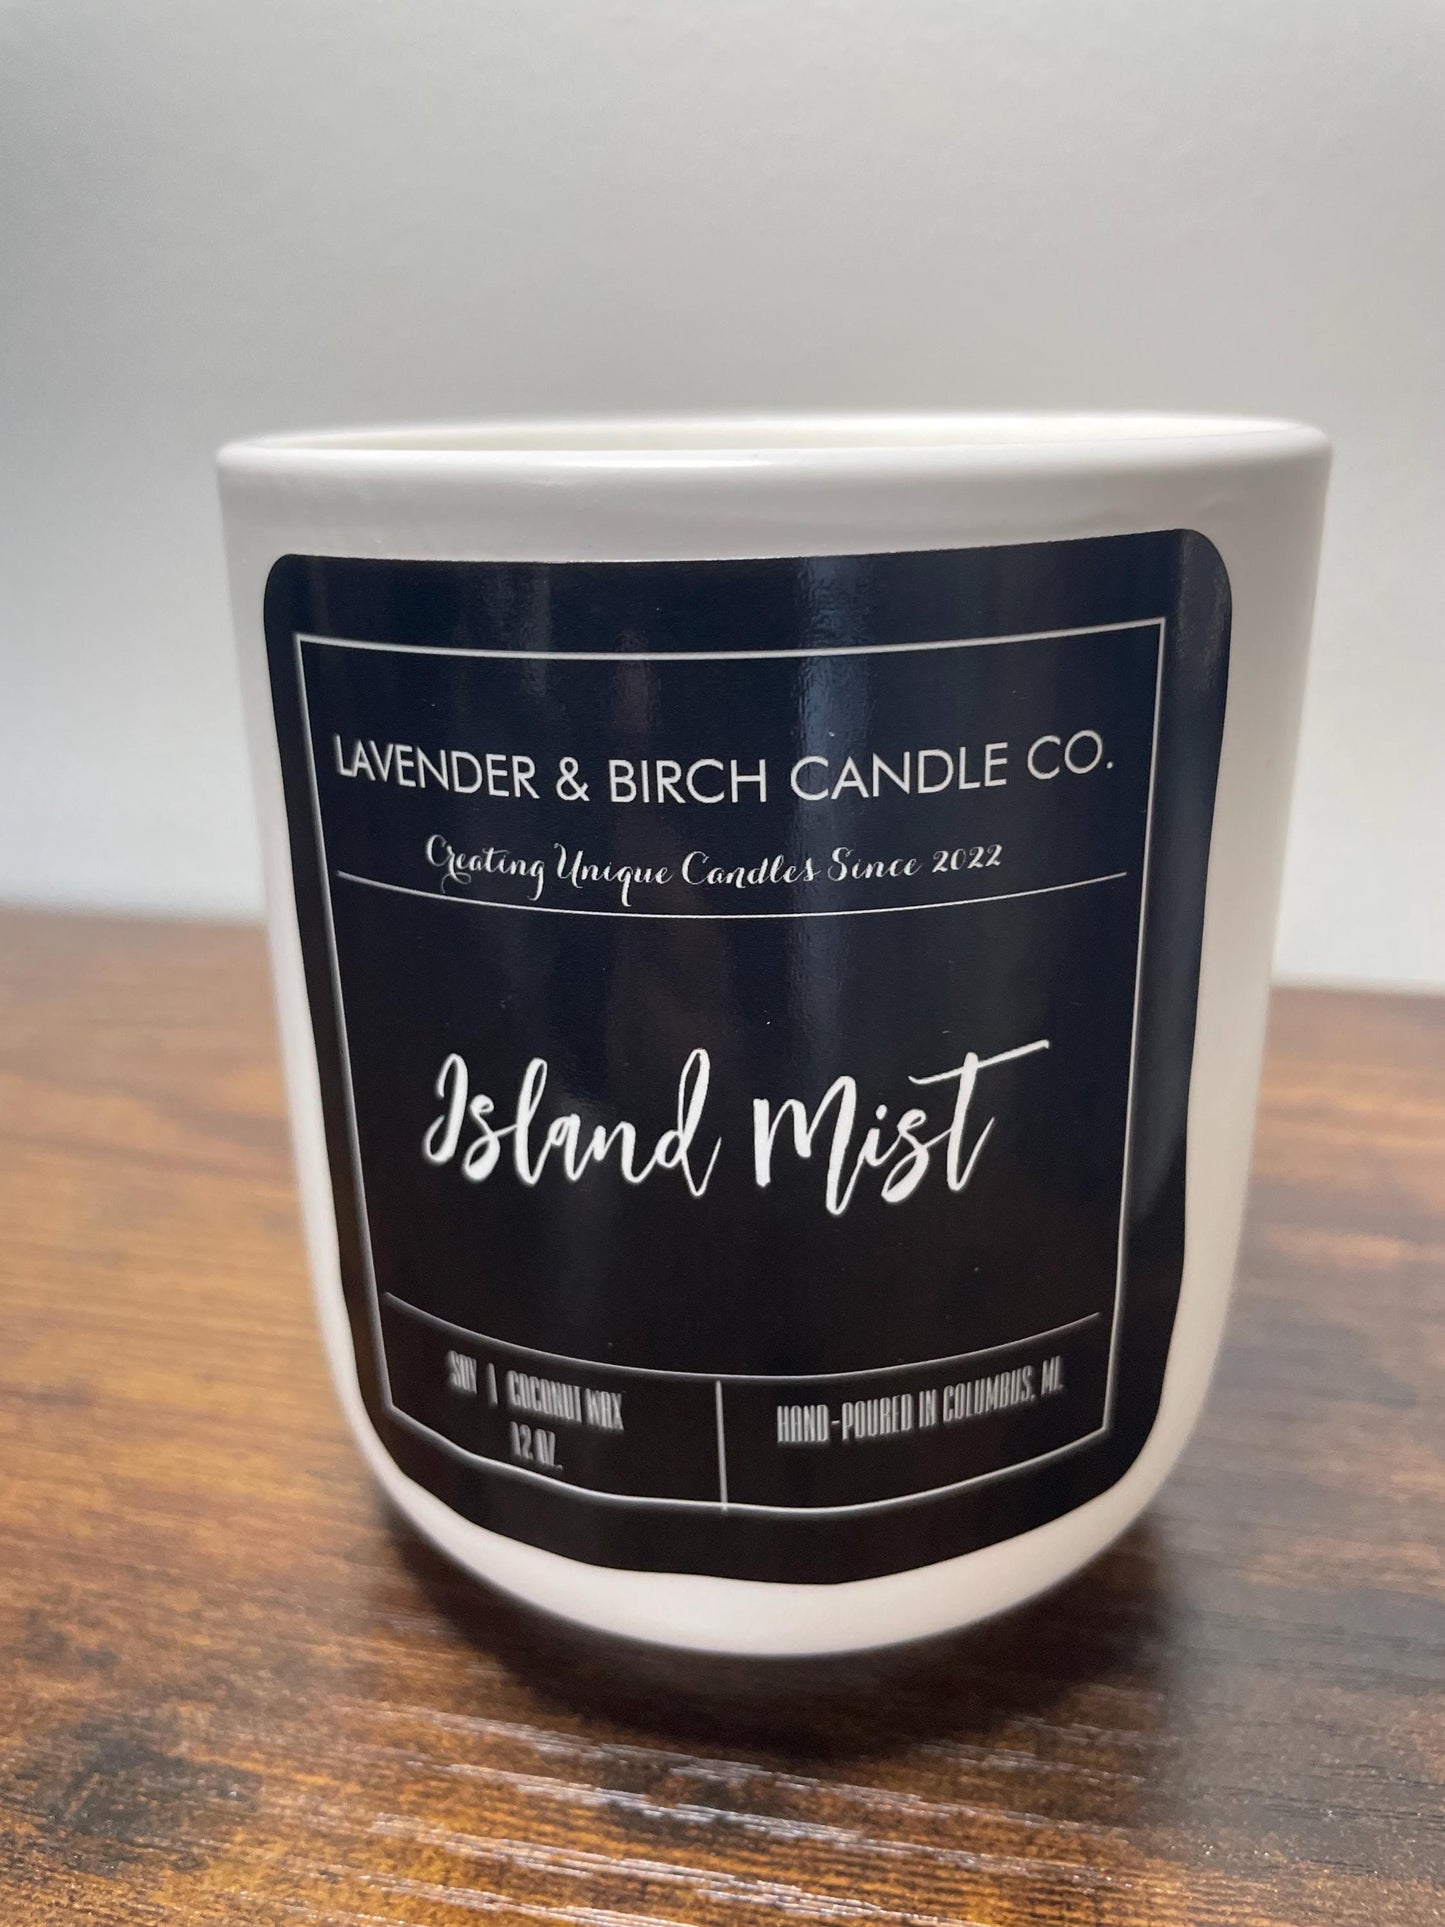 LAVENDER & BIRCH CANDLE CO.
Creating Unique Candles Since 2022
Island Mist
SOY | COCONUT WAX
12 OZ.
HAND-POURED IN COLUMBUS, MI.